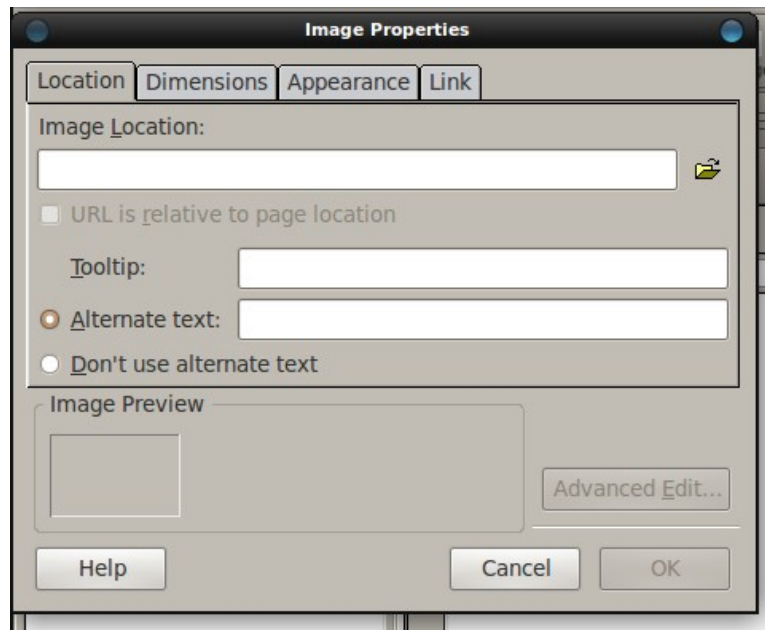 Image Properties
Location Dimensions Appearance Link
Image Location:
URL is relative to page location
Tooltip:
Alternate text:
Don't use alternate text
Image Preview
Advanced Edit...
Help Cancel OK